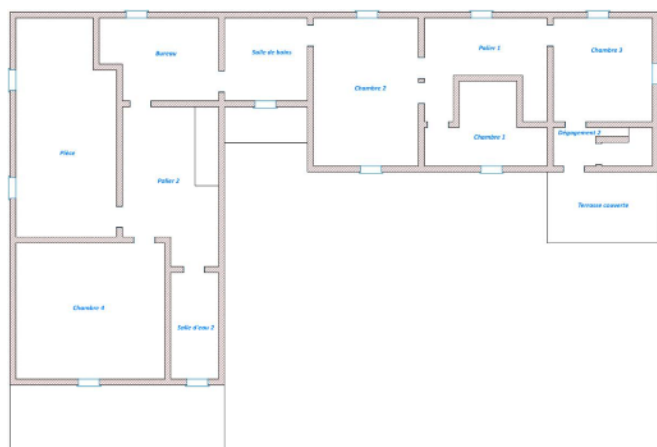 Bureau
Salle de bains
Palier 1
Chambre 3
Chambre 2
Chambre 1
Dégagement 2
Pièce
Palier 2
Terrasse couverte
Chambre 4
Salle d'eau 2